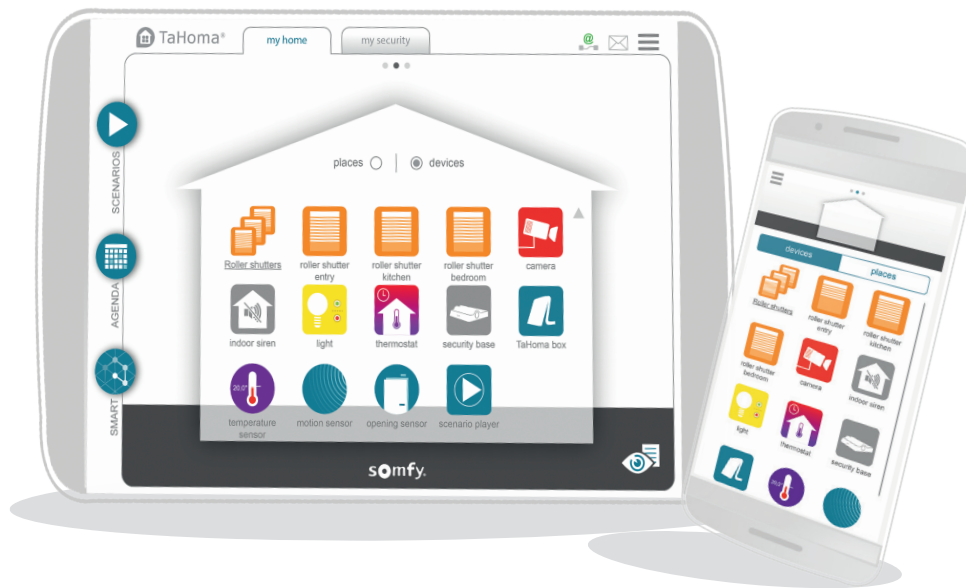 TaHoma®
my home
my security
@
SCENARIOS
AGENDA
SMART
places
devices
Roller shutters
roller shutter
entry
roller shutter
kitchen
roller shutter
bedroom
camera
indoor siren
light
thermostat
security base
TaHoma box
20,0°
temperature
sensor
motion sensor
opening sensor
scenario player
somfy.
devices
places
Roller shutters
roller shutter
entry
roller shutter
kitchen
roller shutter
bedroom
camera
indoor siren
light
thermostat
security base
20,0°